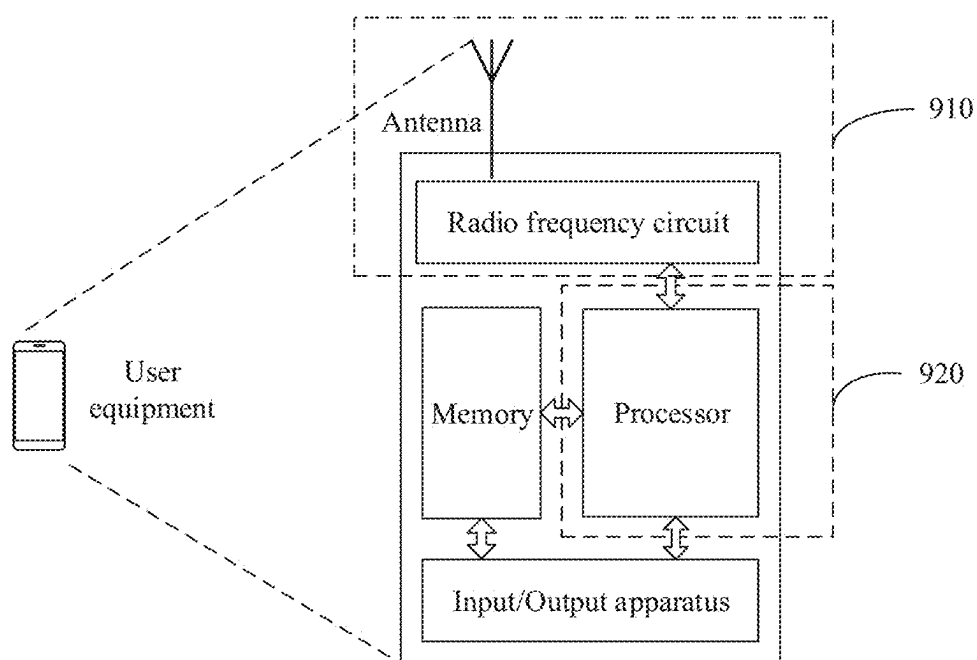 910
Antenna
Radio frequency circuit
920
User
equipment
Memory
Processor
Input/Output apparatus